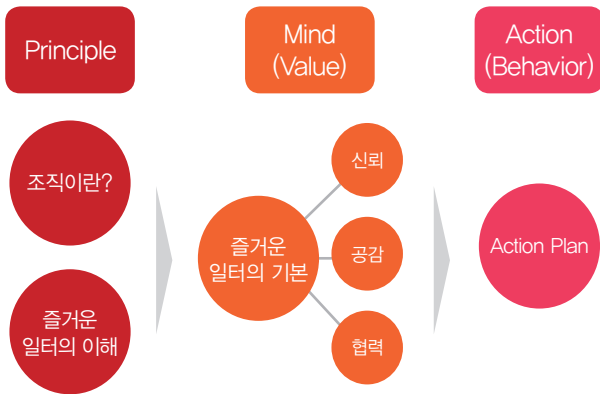 Principle
Mind
(Value)
Action
(Behavior)
조직이란?
즐거운
일터의 이해
즐거운
일터의 기본
신뢰
공감
협력
Action Plan